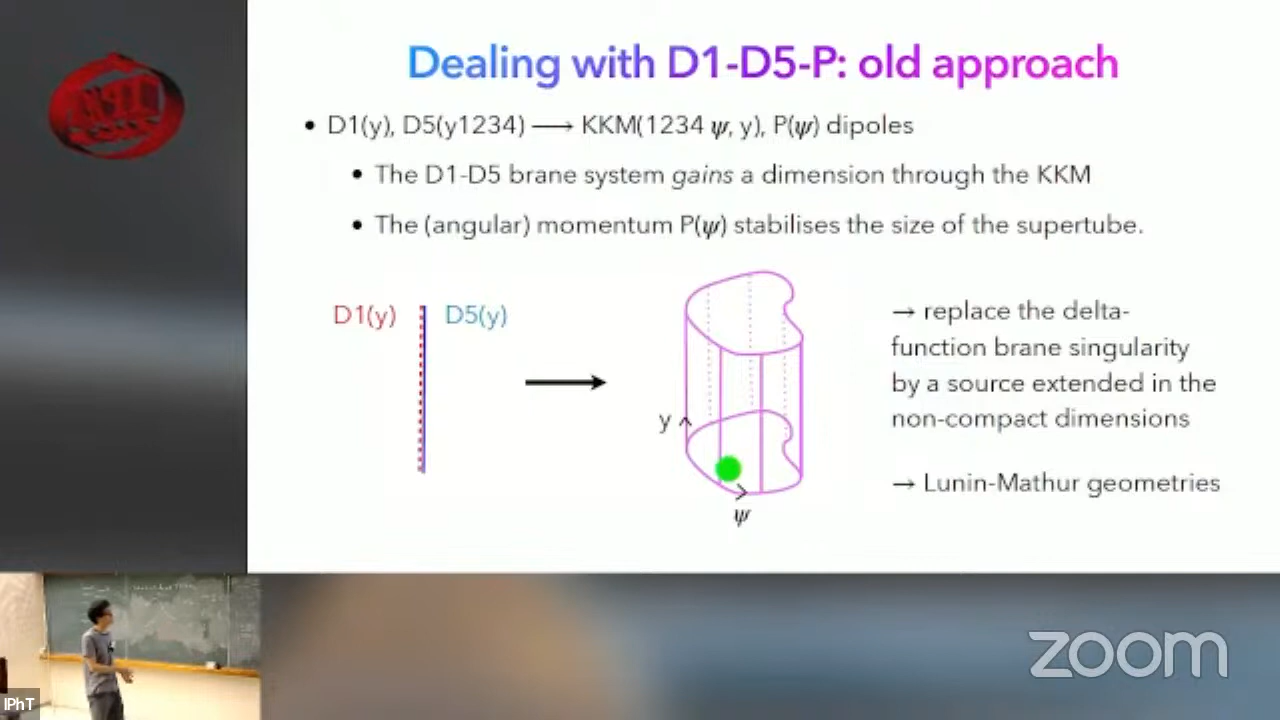 Dealing with D1-D5-P: old approach
• D1(y), D5(y1234) ⟶ KKM(1234 ψ, y), P(ψ) dipoles
• The D1-D5 brane system gains a dimension through the KKM
• The (angular) momentum P(ψ) stabilises the size of the supertube.
D1(y) D5(y)
y
ψ
→ replace the delta-
function brane singularity
by a source extended in the
non-compact dimensions
→ Lunin-Mathur geometries
IPhT
zoom